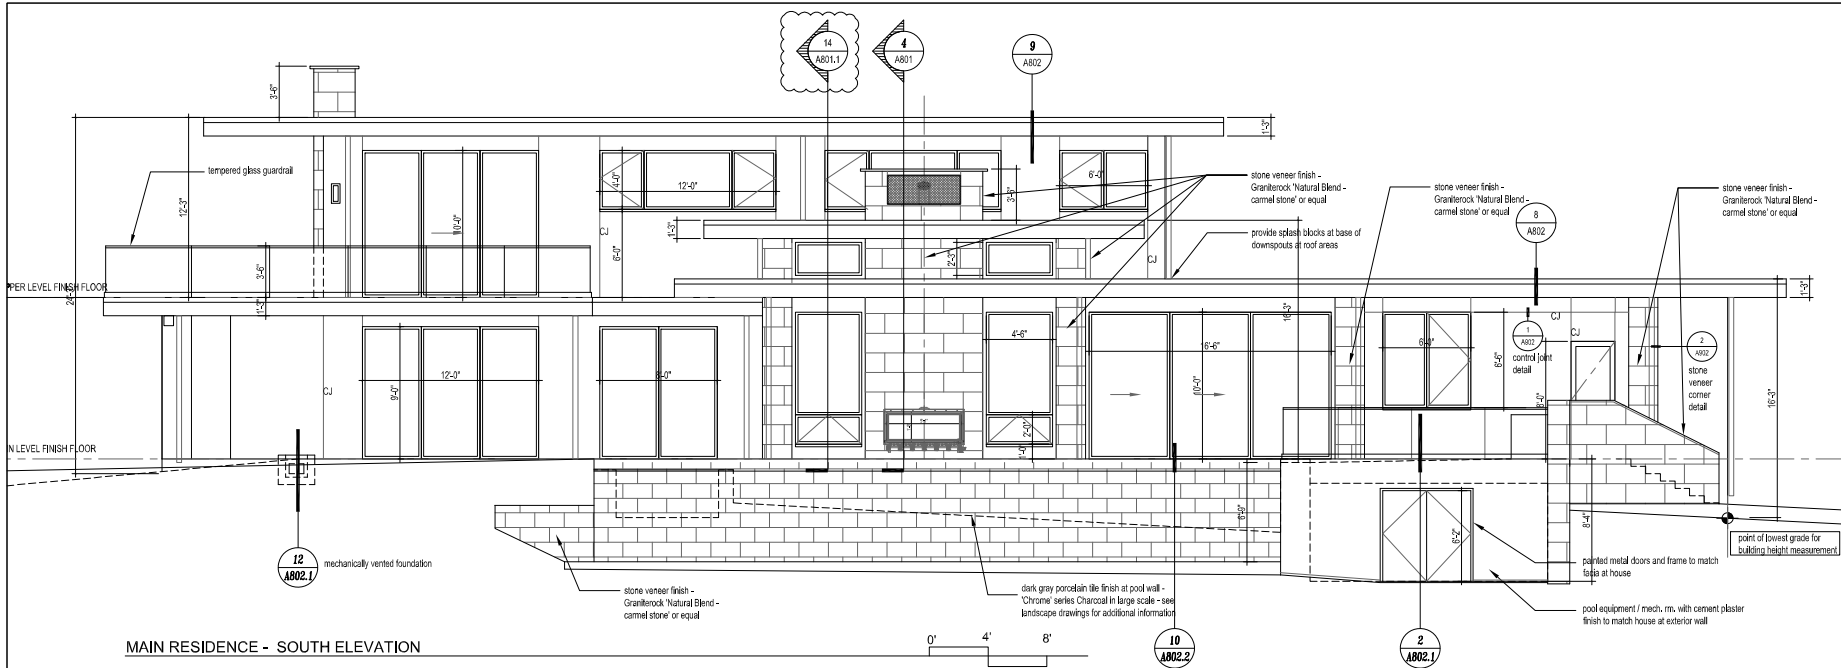 14
A801.1
4
A801
9
A802
3'-6"
1'-3"
tempered glass guardrail
12'-3"
10'-0"
4'-0"
12'-0"
6'-0"
3'-6"
stone veneer finish -
Graniterock 'Natural Blend -
carmel stone' or equal
stone veneer finish -
Graniterock 'Natural Blend -
carmel stone' or equal
stone veneer finish -
Graniterock 'Natural Blend -
carmel stone' or equal
8
A802
CJ
6'-0"
1'-3"
provide splash blocks at base of
downspouts at roof areas
2'-3"
CJ
3'-6"
PPER LEVEL FINISH FLOOR
1'-3"
1'-3"
16'-3"
CJ
CJ
1
A902
control joint
detail
2
A902
stone
veneer
corner
detail
4'-6"
16'-6"
6'-0"
6'-6"
12'-0"
9'-0"
CJ
10'-0"
8'-0"
16'-3"
2'-0"
1'-0"
N LEVEL FINISH FLOOR
6'-9"
6'-2"
8'-4"
point of lowest grade for
building height measurement
12
A802.1
mechanically vented foundation
painted metal doors and frame to match
facia at house
stone veneer finish -
Graniterock 'Natural Blend -
carmel stone' or equal
dark gray porcelain tile finish at pool wall -
'Chrome' series Charcoal in large scale - see
landscape drawings for additional information
pool equipment / mech. rm. with cement plaster
finish to match house at exterior wall
MAIN RESIDENCE - SOUTH ELEVATION
0' 4' 8'
10
A802.2
2
A802.1